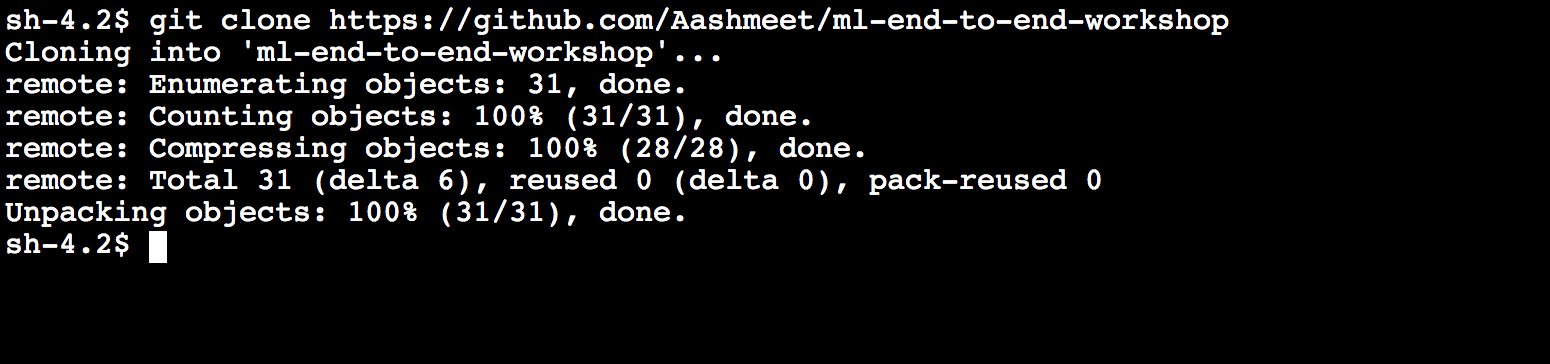 sh-4.2$ git clone https://github.com/Aashmeet/ml-end-to-end-workshop
Cloning into 'ml-end-to-end-workshop'...
remote: Enumerating objects: 31, done.
remote: Counting objects: 100% (31/31), done.
remote: Compressing objects: 100% (28/28), done.
remote: Total 31 (delta 6), reused 0 (delta 0), pack-reused 0
Unpacking objects: 100% (31/31), done.
sh-4.2$